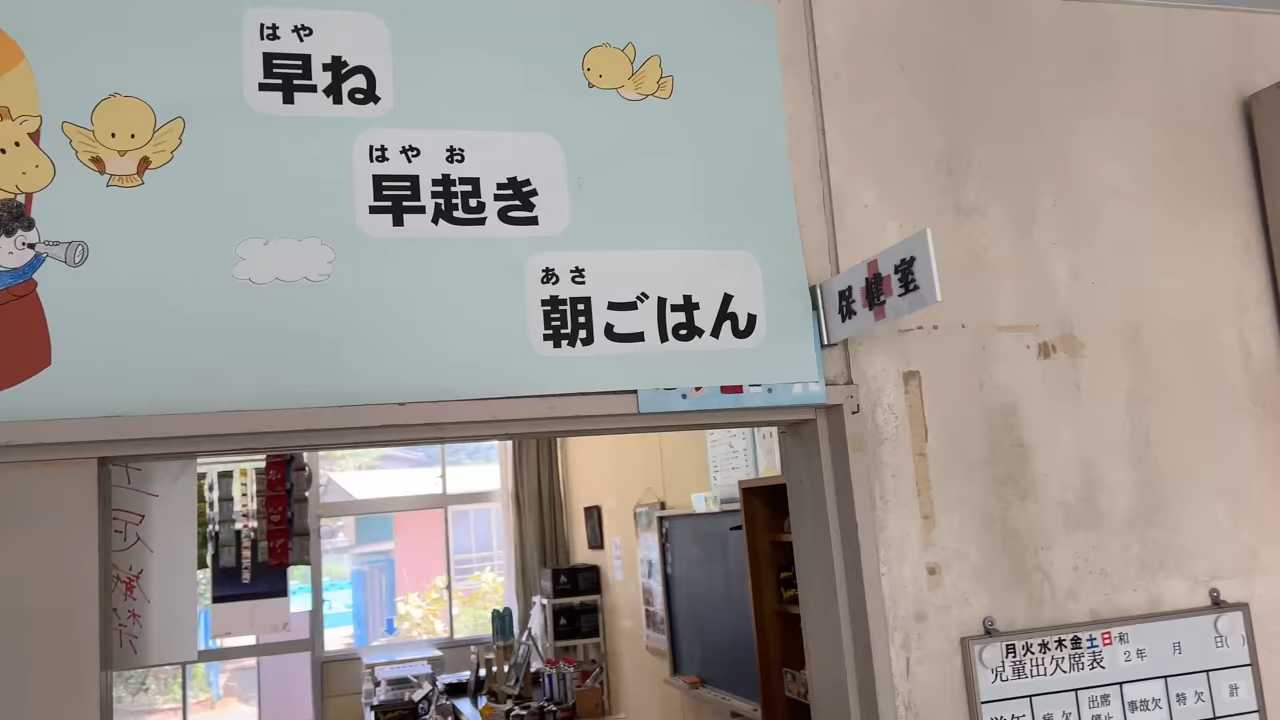 はや
早ね
はや お
早起き
あさ
朝ごはん
保健室
月火水木金土日
和
児童出欠席表
2年 月 日( )
病欠
出席
停止
事故欠
特欠
計